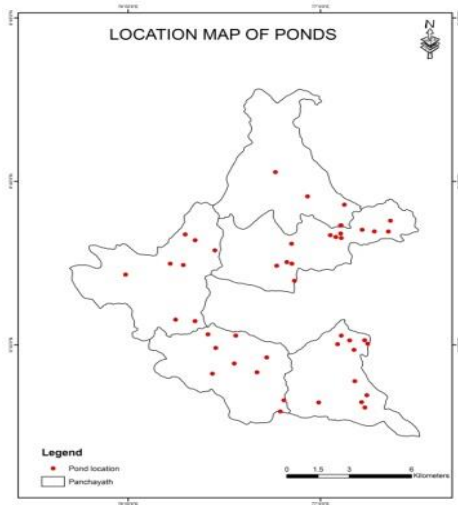 LOCATION MAP OF PONDS
N
Legend
Pond location
Panchayath
0 1.5 3 6
Kilometers